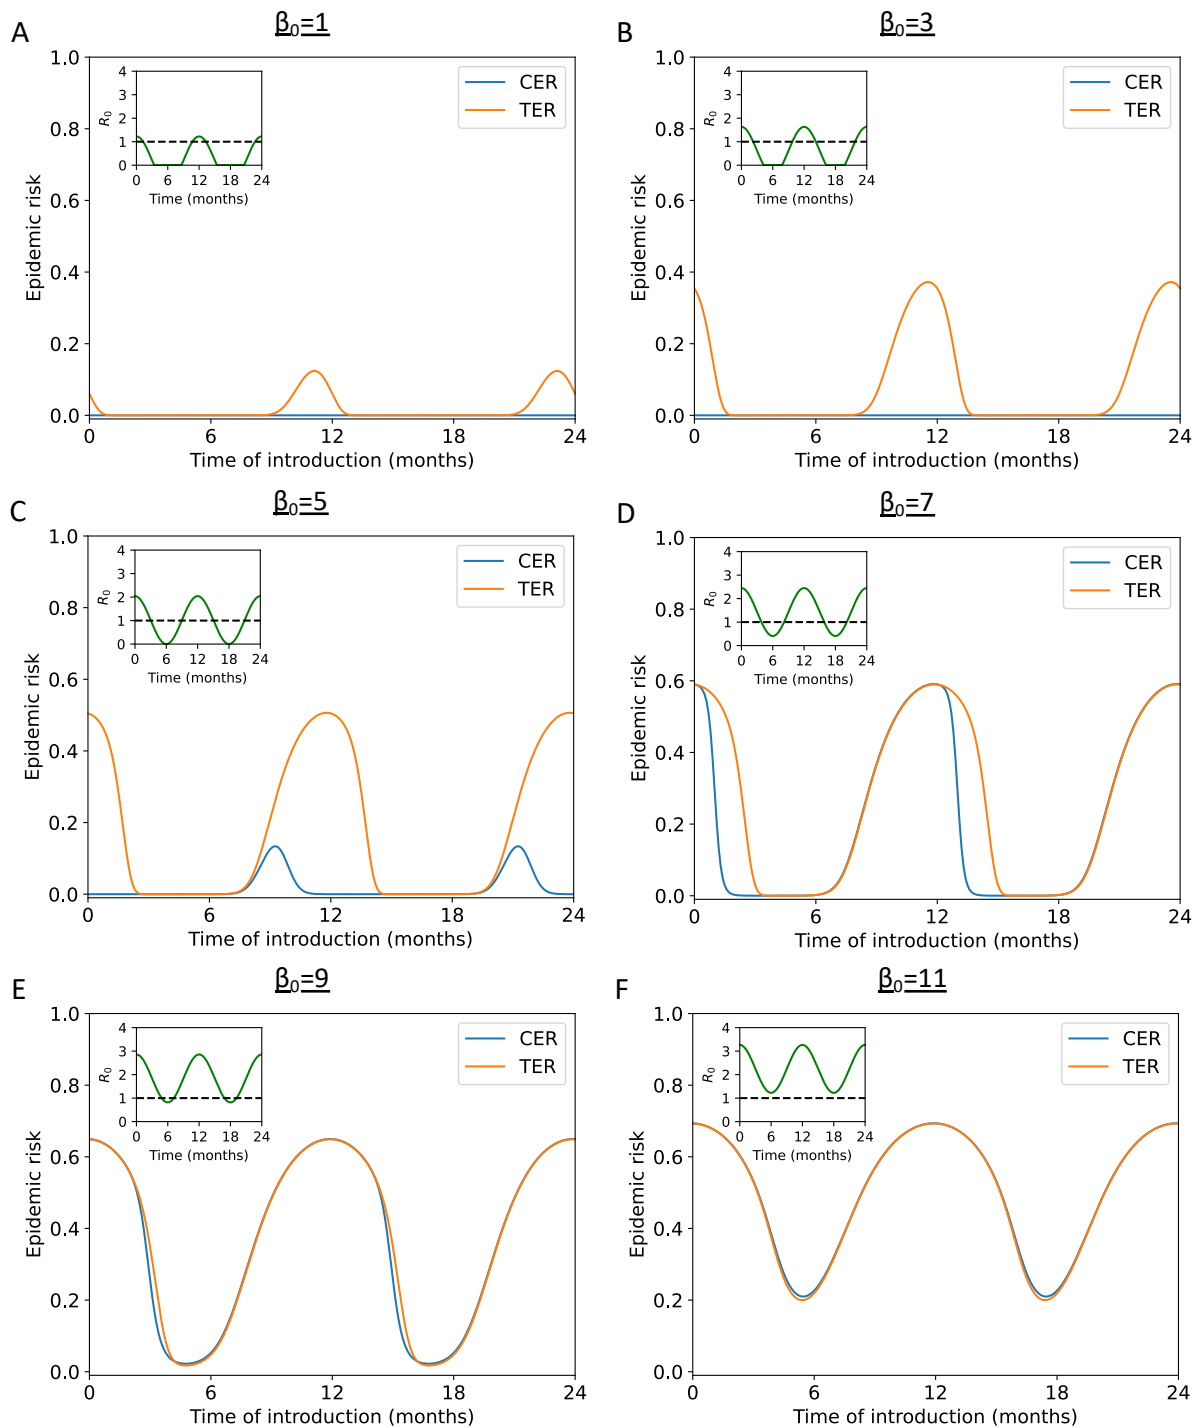 A
β₀=1
1.0
0.8
0.6
0.4
0.2
0.0
Epidemic risk
0
6
12
18
24
Time of introduction (months)
CER
TER
4
3
2
1
0
R₀
0
6
12
18
24
Time (months)
B
β₀=3
1.0
0.8
0.6
0.4
0.2
0.0
Epidemic risk
0
6
12
18
24
Time of introduction (months)
CER
TER
4
3
2
1
0
R₀
0
6
12
18
24
Time (months)
C
β₀=5
1.0
0.8
0.6
0.4
0.2
0.0
Epidemic risk
0
6
12
18
24
Time of introduction (months)
CER
TER
4
3
2
1
0
R₀
0
6
12
18
24
Time (months)
D
β₀=7
1.0
0.8
0.6
0.4
0.2
0.0
Epidemic risk
0
6
12
18
24
Time of introduction (months)
CER
TER
4
3
2
1
0
R₀
0
6
12
18
24
Time (months)
E
β₀=9
1.0
0.8
0.6
0.4
0.2
0.0
Epidemic risk
0
6
12
18
24
Time of introduction (months)
CER
TER
4
3
2
1
0
R₀
0
6
12
18
24
Time (months)
F
β₀=11
1.0
0.8
0.6
0.4
0.2
0.0
Epidemic risk
0
6
12
18
24
Time of introduction (months)
CER
TER
4
3
2
1
0
R₀
0
6
12
18
24
Time (months)